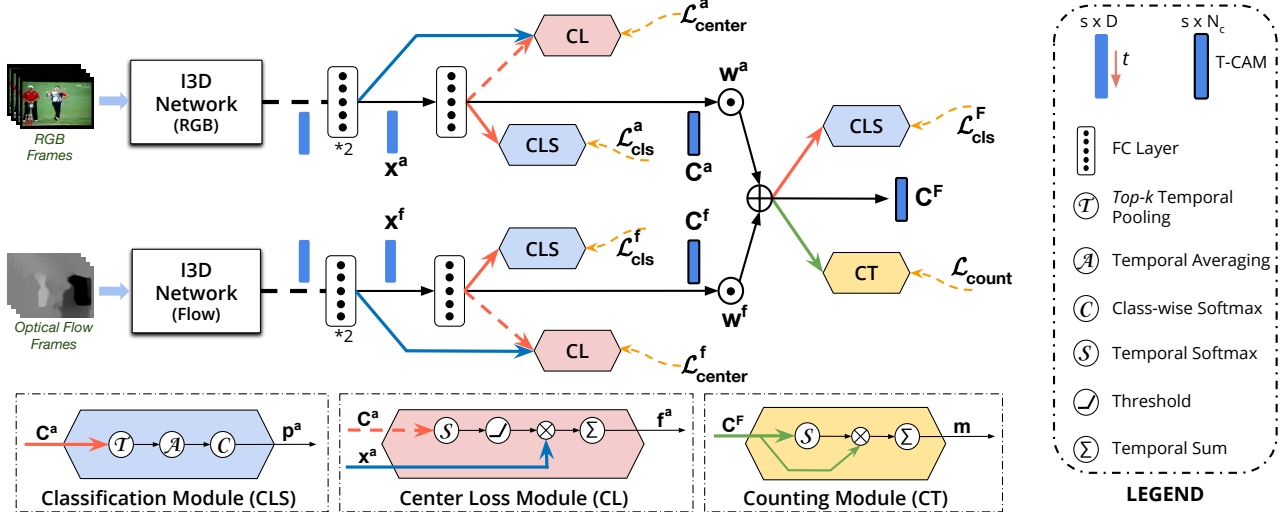 I3D
Network
(RGB)
RGB
Frames
*2
x^a
CL
L^a_center
CLS
L^a_cls
C^a
w^a
CLS
L^F_cls
C^F
CT
L_count
I3D
Network
(Flow)
Optical Flow
Frames
*2
x^f
CLS
L^f_cls
C^f
w^f
CL
L^f_center
C^a
T
A
C
p^a
Classification Module (CLS)
C^a
x^a
S
Σ
f^a
Center Loss Module (CL)
C^F
S
Σ
m
Counting Module (CT)
s x D
t
s x N_c
T-CAM
FC Layer
T
Top-k Temporal
Pooling
A
Temporal Averaging
C
Class-wise Softmax
S
Temporal Softmax
Threshold
Σ
Temporal Sum
LEGEND